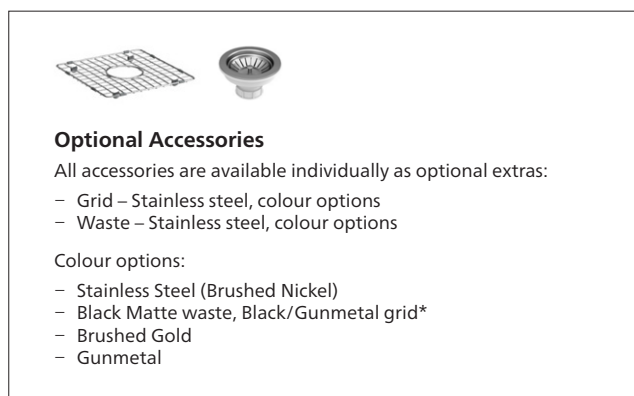 Optional Accessories
All accessories are available individually as optional extras:
– Grid – Stainless steel, colour options
– Waste – Stainless steel, colour options
Colour options:
– Stainless Steel (Brushed Nickel)
– Black Matte waste, Black/Gunmetal grid*
– Brushed Gold
– Gunmetal